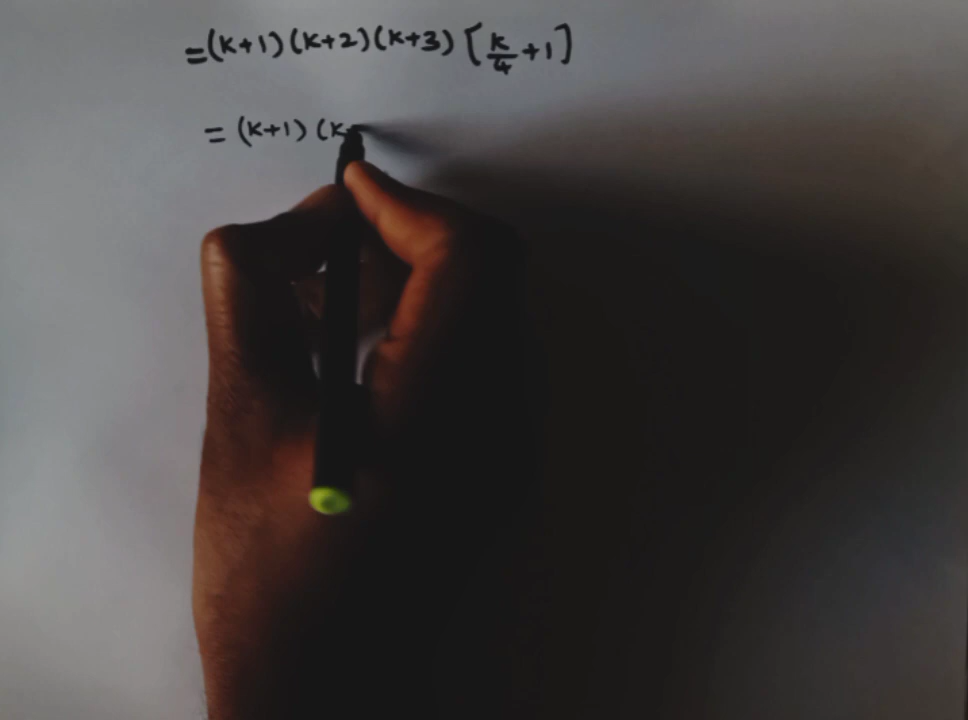 =(k+1)(k+2)(k+3)[k/4+1]
= (k+1) (k